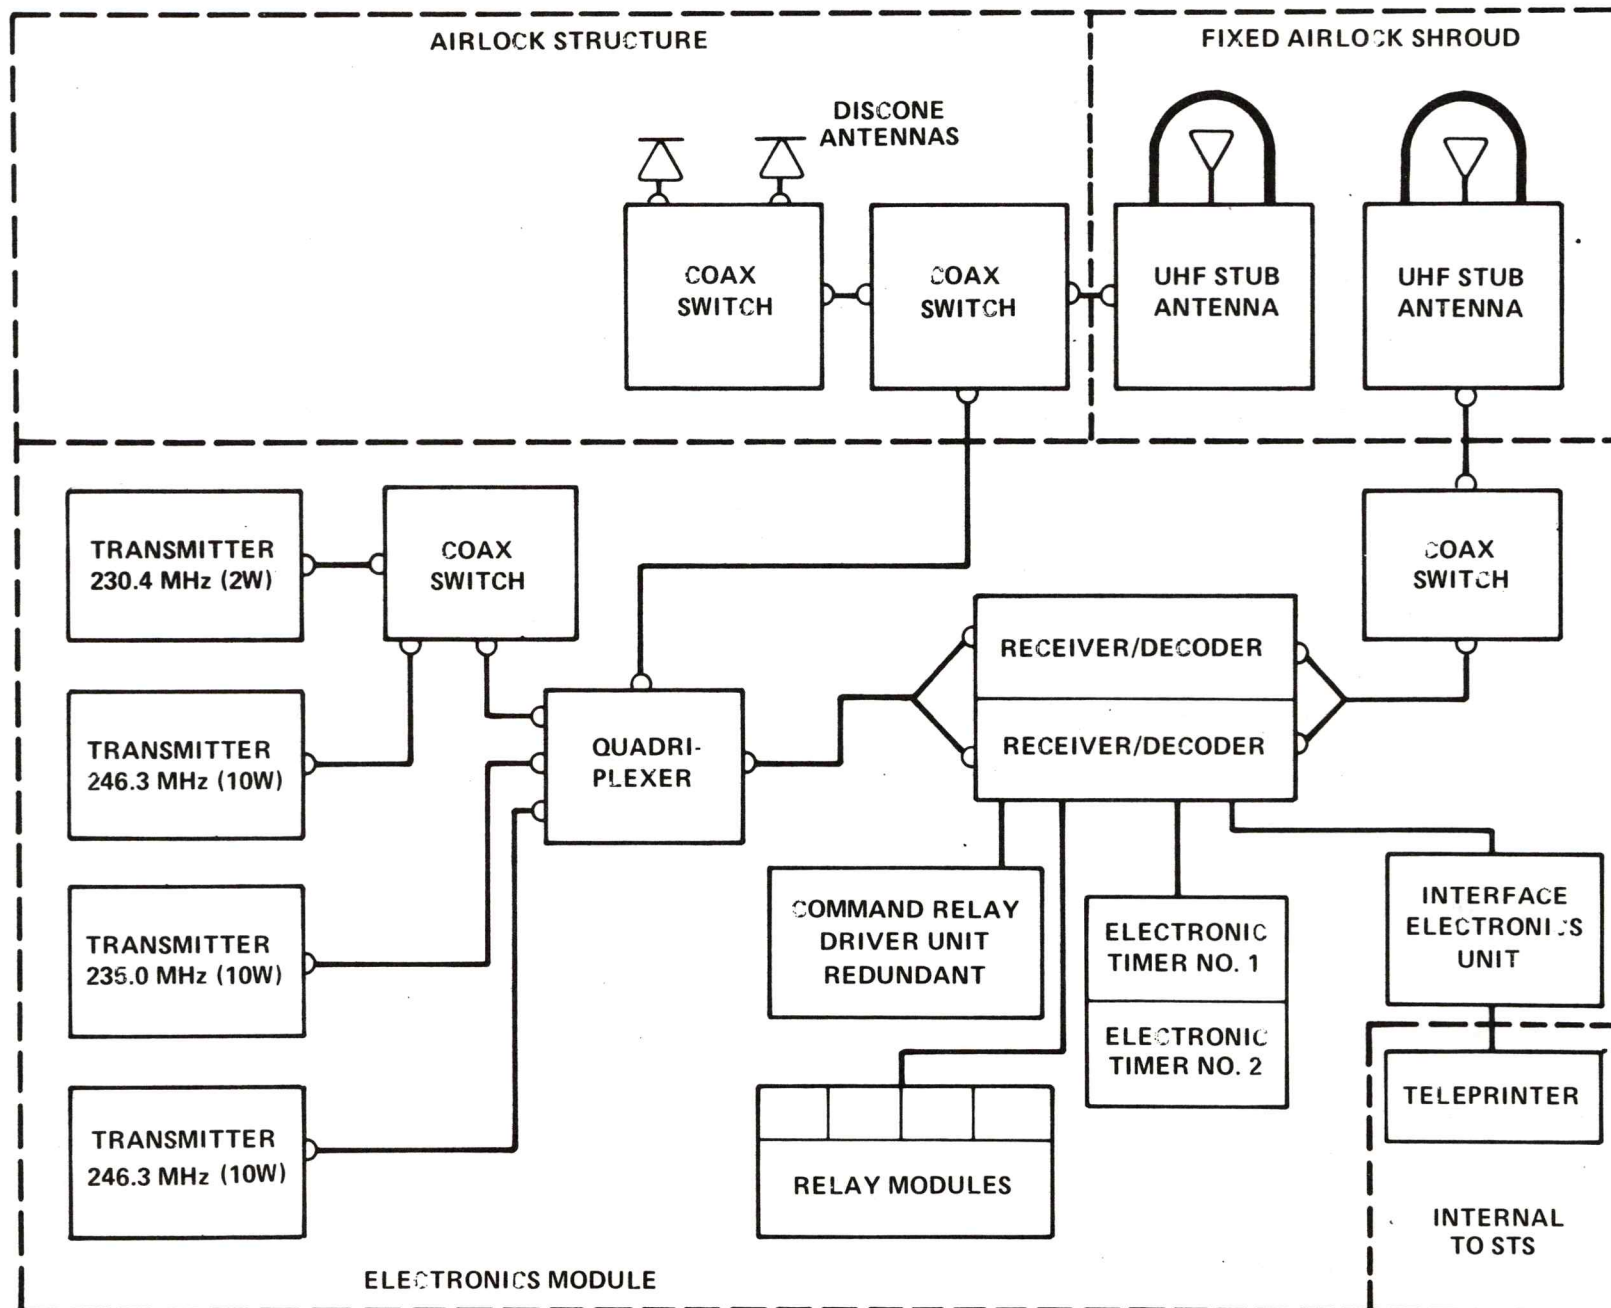 AIRLOCK STRUCTURE
FIXED AIRLOCK SHROUD
DISCONE
ANTENNAS
COAX
SWITCH
COAX
SWITCH
UHF STUB
ANTENNA
UHF STUB
ANTENNA
TRANSMITTER
230.4 MHz (2W)
COAX
SWITCH
COAX
SWITCH
TRANSMITTER
246.3 MHz (10W)
QUADRI-
PLEXER
RECEIVER/DECODER
RECEIVER/DECODER
TRANSMITTER
235.0 MHz (10W)
COMMAND RELAY
DRIVER UNIT
REDUNDANT
ELECTRONIC
TIMER NO. 1
ELECTRONIC
TIMER NO. 2
INTERFACE
ELECTRONICS
UNIT
TELEPRINTER
TRANSMITTER
246.3 MHz (10W)
RELAY MODULES
INTERNAL
TO STS
ELECTRONICS MODULE